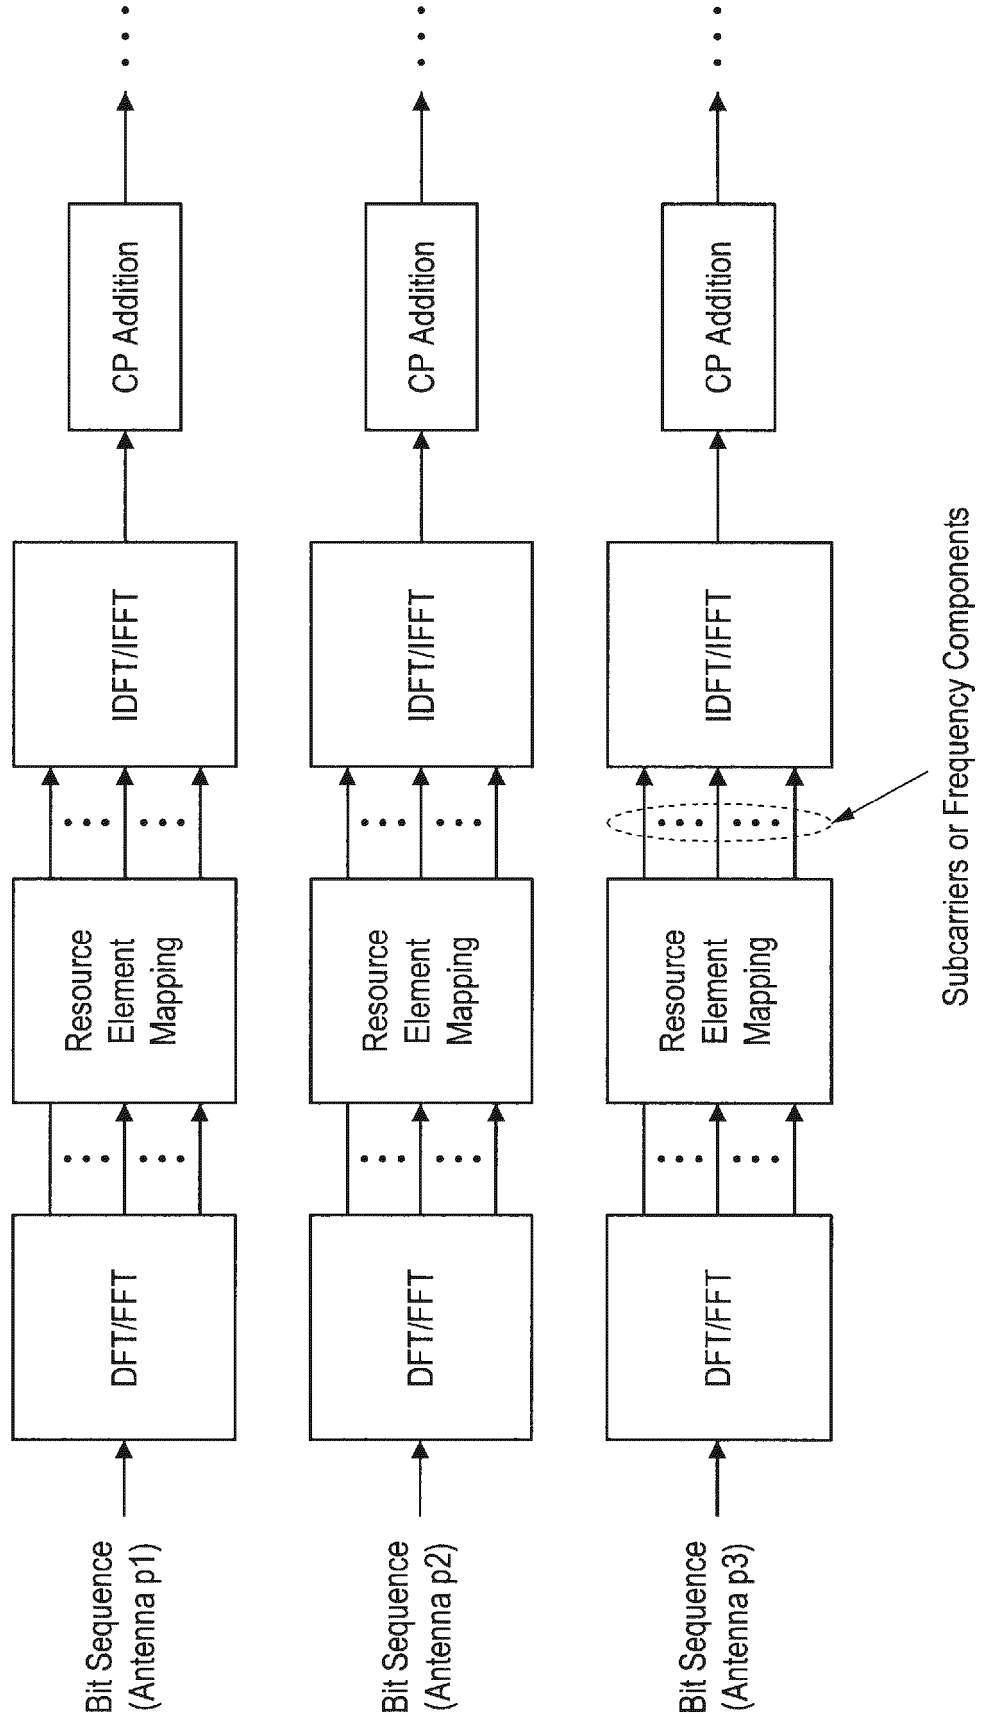 Bit Sequence
(Antenna p1)
DFT/FFT
Resource
Element
Mapping
IDFT/IFFT
CP Addition
Bit Sequence
(Antenna p2)
DFT/FFT
Resource
Element
Mapping
IDFT/IFFT
CP Addition
Bit Sequence
(Antenna p3)
DFT/FFT
Resource
Element
Mapping
IDFT/IFFT
CP Addition
Subcarriers or Frequency Components